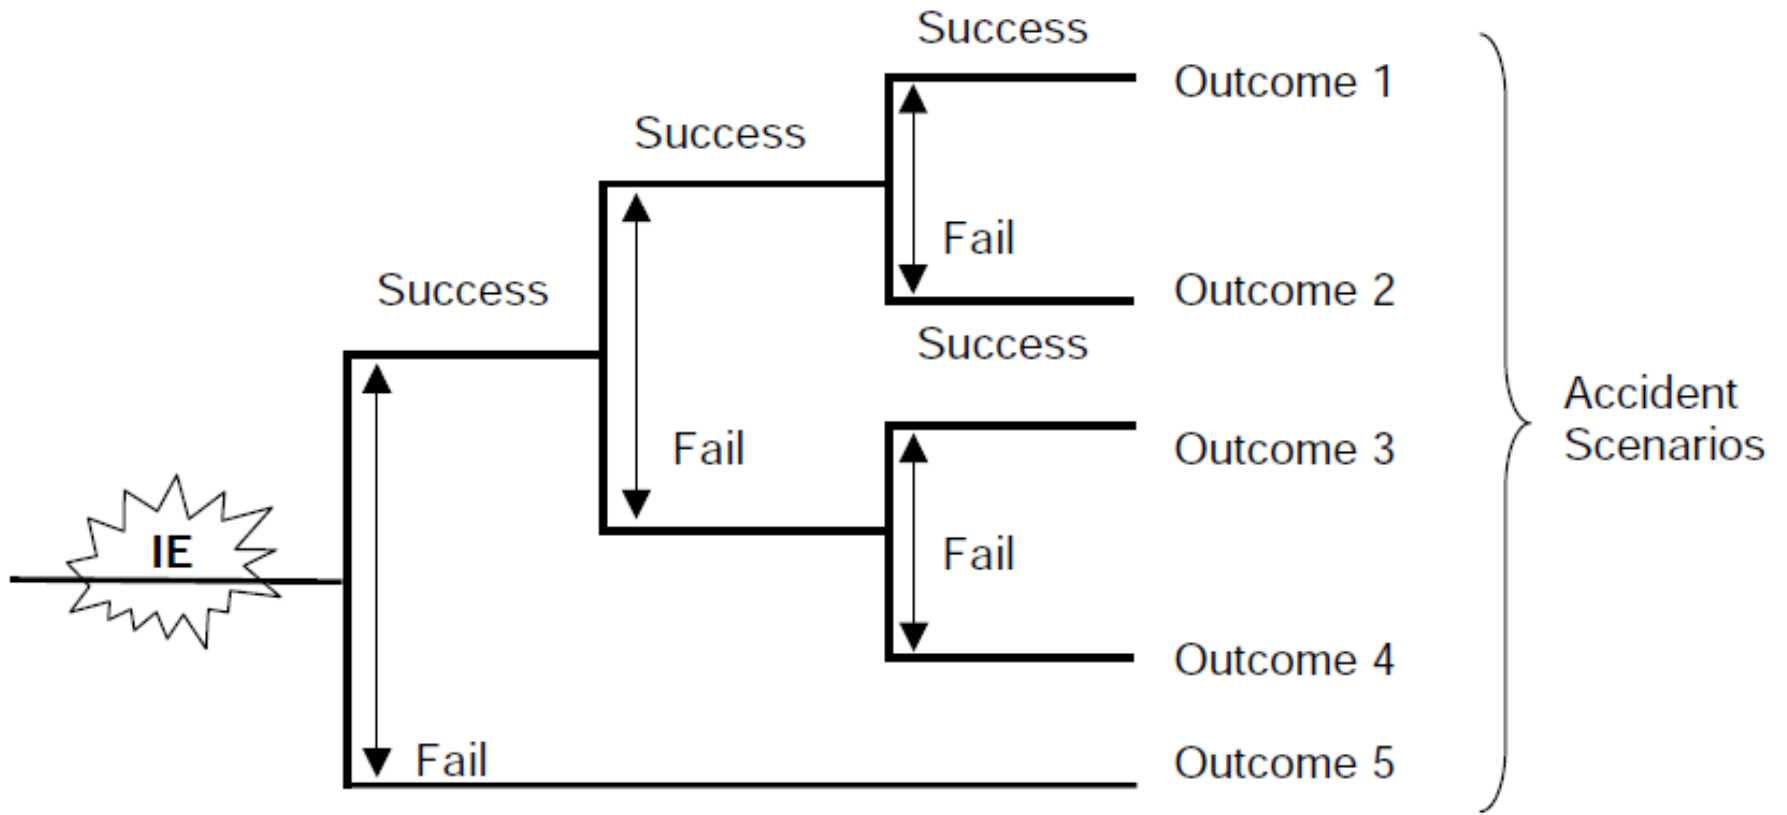 Success
Outcome 1
Success
Fail
Success
Outcome 2
Success
Accident
Scenarios
Fail
Outcome 3
IE
Fail
Outcome 4
Fail
Outcome 5